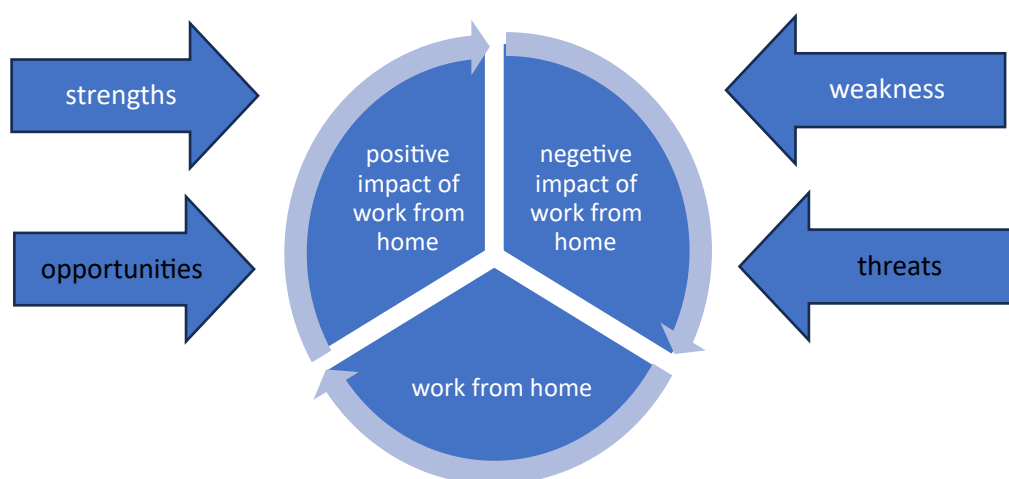 strengths
weakness
positive
impact of
work from
home
negetive
impact of
work from
home
opportunities
threats
work from home